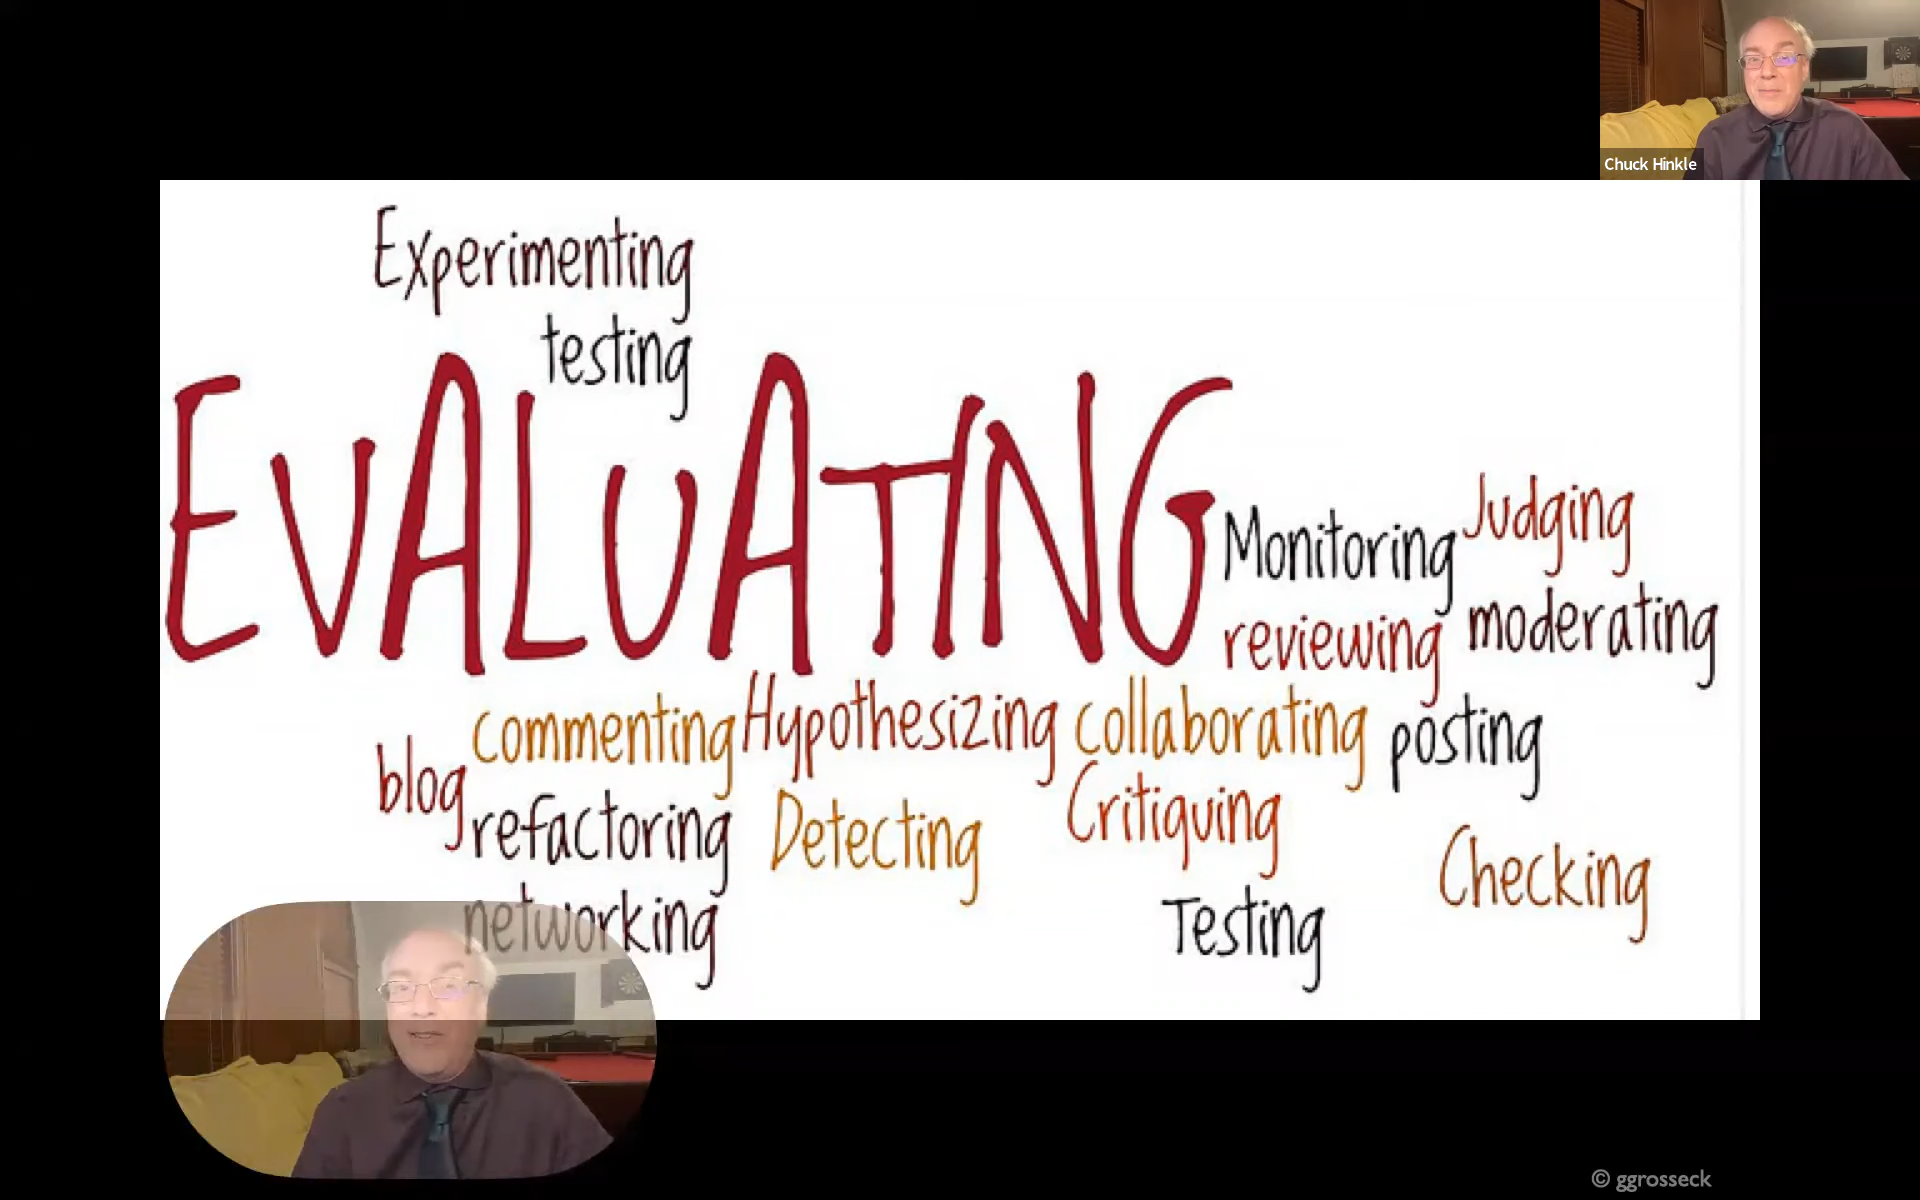 Chuck Hinkle
Experimenting
testing
EVALUATING
Monitoring Judging
reviewing moderating
commenting Hypothesizing collaborating posting
blog refactoring Detecting Critiquing Checking
networking Testing
© ggrosseck